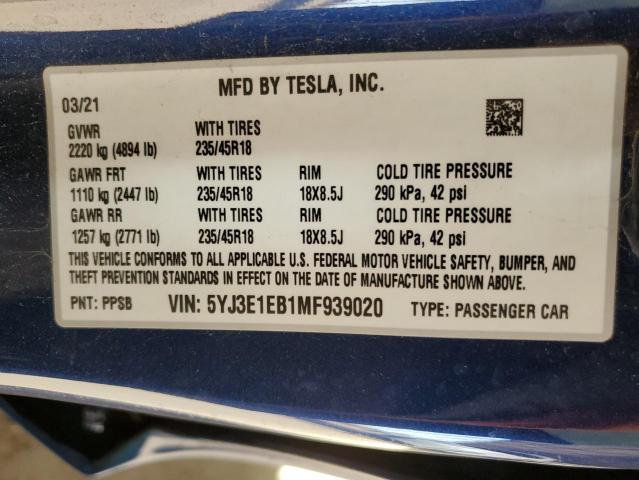 MFD BY TESLA, INC.
03/21
GVWR WITH TIRES
2220 kg (4894 lb) 235/45R18
GAWR FRT WITH TIRES RIM COLD TIRE PRESSURE
1110 kg (2447 lb) 235/45R18 18X8.5J 290 kPa, 42 psi
GAWR RR WITH TIRES RIM COLD TIRE PRESSURE
1257 kg (2771 lb) 235/45R18 18X8.5J 290 kPa, 42 psi
THIS VEHICLE CONFORMS TO ALL APPLICABLE U.S. FEDERAL MOTOR VEHICLE SAFETY, BUMPER, AND
THEFT PREVENTION STANDARDS IN EFFECT ON THE DATE OF MANUFACTURE SHOWN ABOVE.
PNT: PPSB VIN: 5YJ3E1EB1MF939020 TYPE: PASSENGER CAR